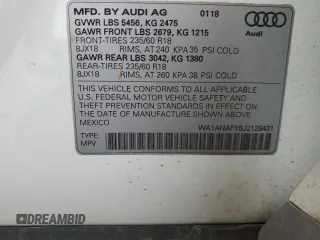 MFD. BY AUDI AG 01 18
GVWR LBS 5456, KG 2475
GAWR FRONT LBS 2679, KG 1215
FRONT-TIRES 235/60 R18
8JX18 RIMS, AT 240 KPA 35 PSI COLD
GAWR REAR LBS 3042, KG 1380
REAR-TIRES 235/60 R18
8JX18 RIMS, AT 260 KPA 38 PSI COLD
Audi
THIS VEHICLE CONFORMS TO ALL APPLICABLE
U.S. FEDERAL MOTOR VEHICLE SAFETY
AND THEFT PREVENTION STANDARDS IN EFFECT
ON THE DATE OF MANUFACTURE SHOWN ABOVE
MEXICO
WA1ANAFY6J2128431
TYPE:
MPV